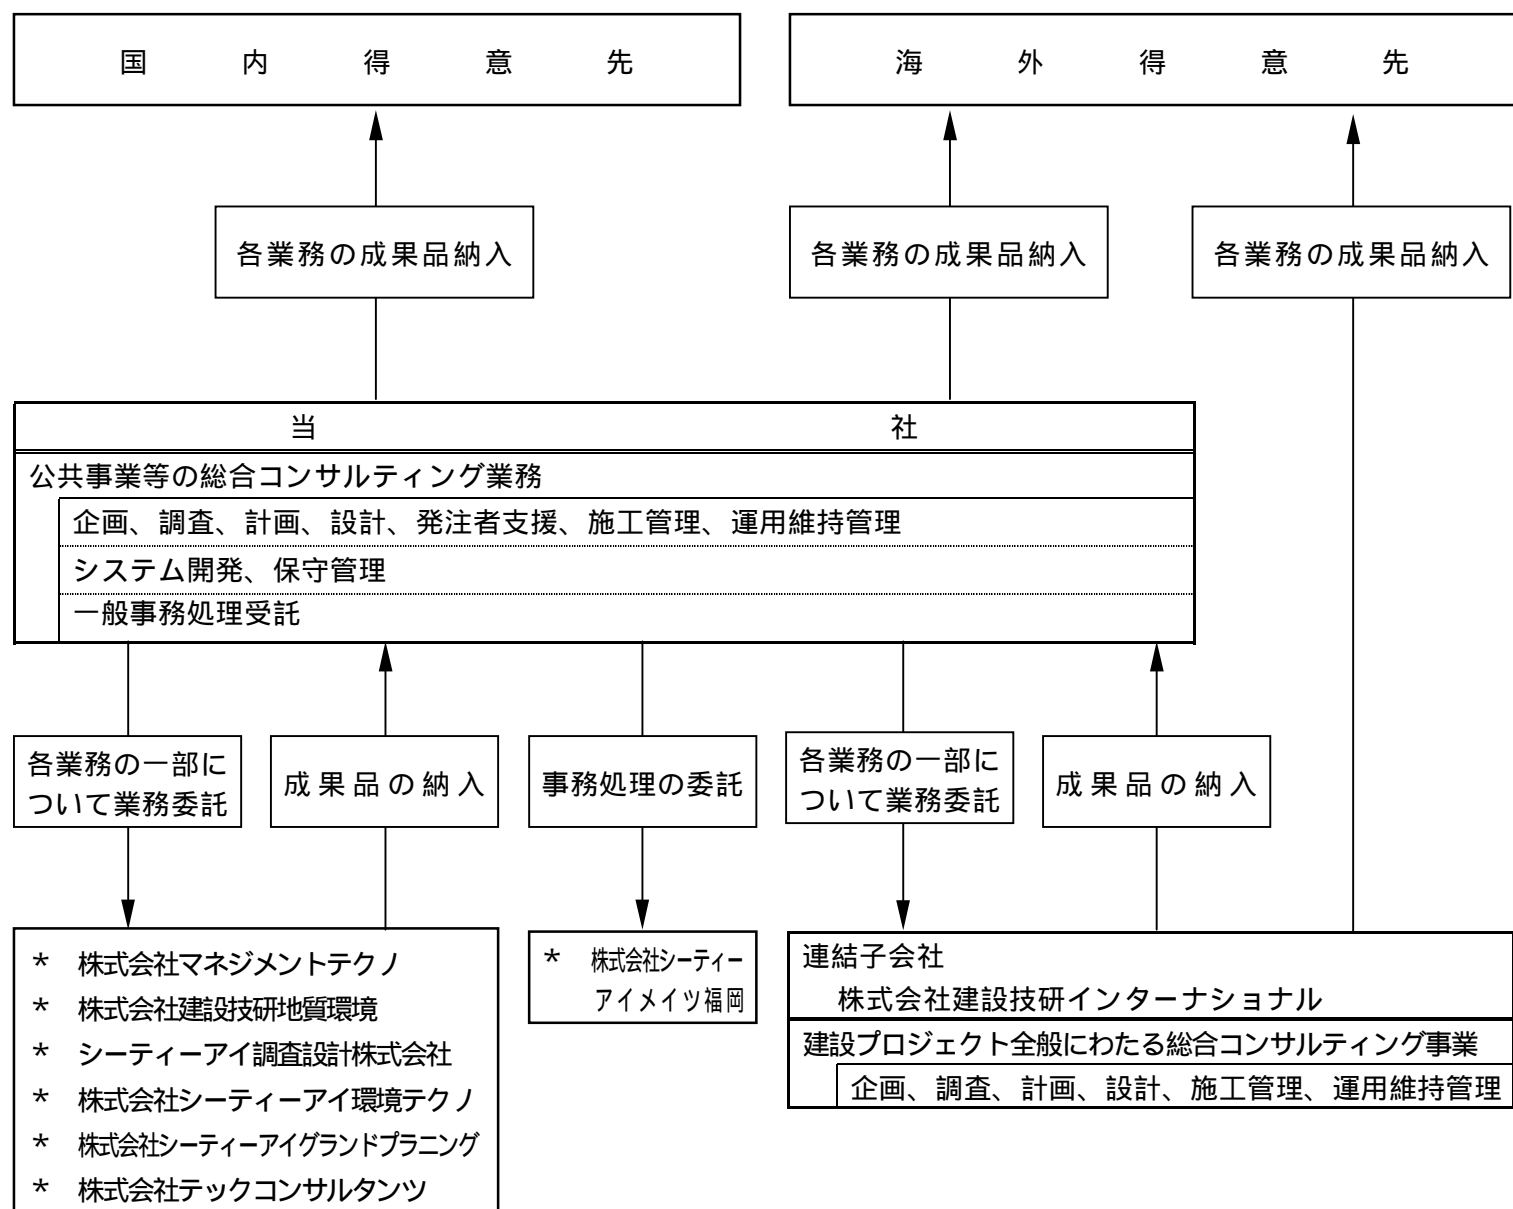 国内得意先
海外得意先
各業務の成果品納入
各業務の成果品納入
各業務の成果品納入
当社
公共事業等の総合コンサルティング業務
企画、調査、計画、設計、発注者支援、施工管理、運用維持管理
システム開発、保守管理
一般事務処理受託
各業務の一部に
ついて業務委託
成果品の納入
事務処理の委託
各業務の一部に
ついて業務委託
成果品の納入
* 株式会社マネジメントテクノ
* 株式会社建設技研地質環境
* シーティーアイ調査設計株式会社
* 株式会社シーティーアイ環境テクノ
* 株式会社シーティーアイグランドプラニング
* 株式会社テックコンサルタンツ
* 株式会社シーティー
アイメイツ福岡
連結子会社
株式会社建設技研インターナショナル
建設プロジェクト全般にわたる総合コンサルティング事業
企画、調査、計画、設計、施工管理、運用維持管理